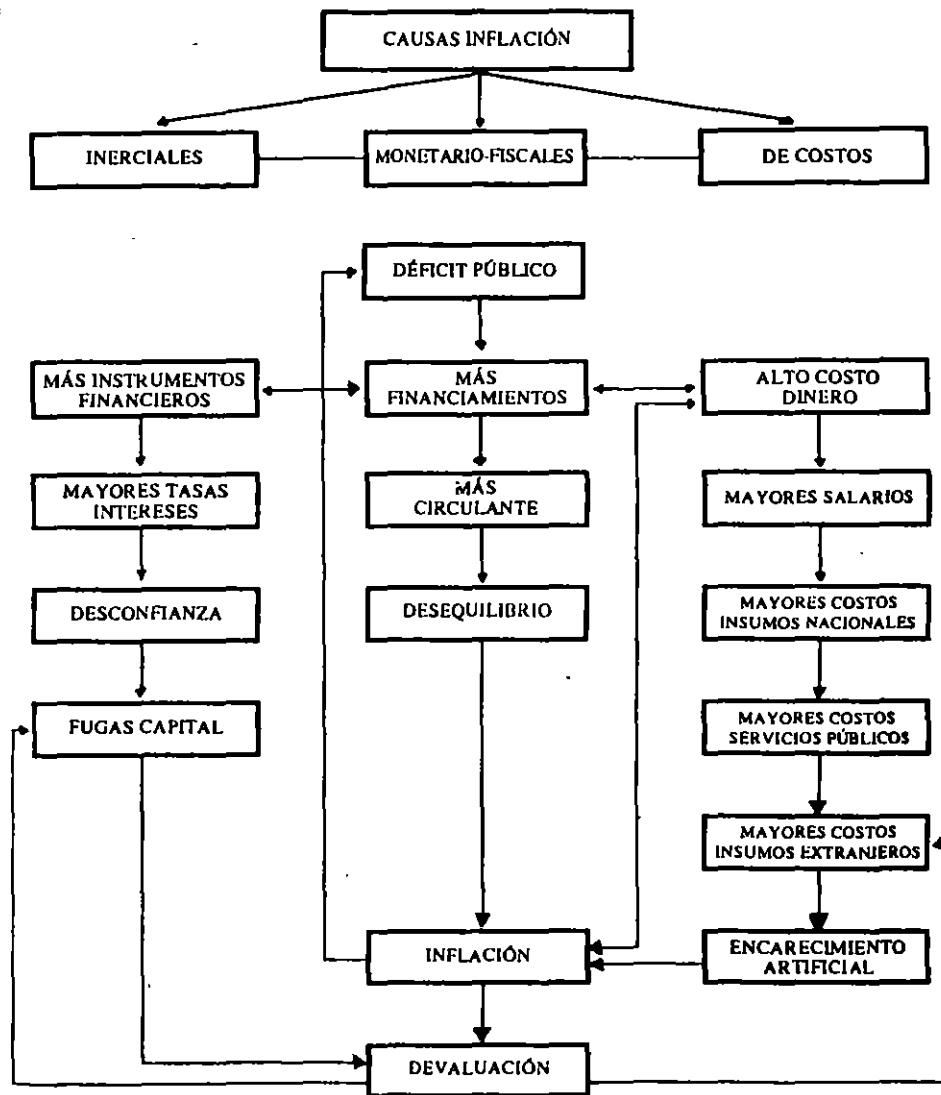 CAUSAS INFLACIÓN
INERCIALES
MONETARIO-FISCALES
DE COSTOS
DÉFICIT PÚBLICO
MÁS INSTRUMENTOS
FINANCIEROS
MÁS
FINANCIAMIENTOS
ALTO COSTO
DINERO
MAYORES TASAS
INTERESES
MÁS
CIRCULANTE
MAYORES SALARIOS
DESCONFIANZA
DESEQUILIBRIO
MAYORES COSTOS
INSUMOS NACIONALES
FUGAS CAPITAL
MAYORES COSTOS
SERVICIOS PÚBLICOS
MAYORES COSTOS
INSUMOS EXTRANJEROS
INFLACIÓN
ENCARECIMIENTO
ARTIFICIAL
DEVALUACIÓN